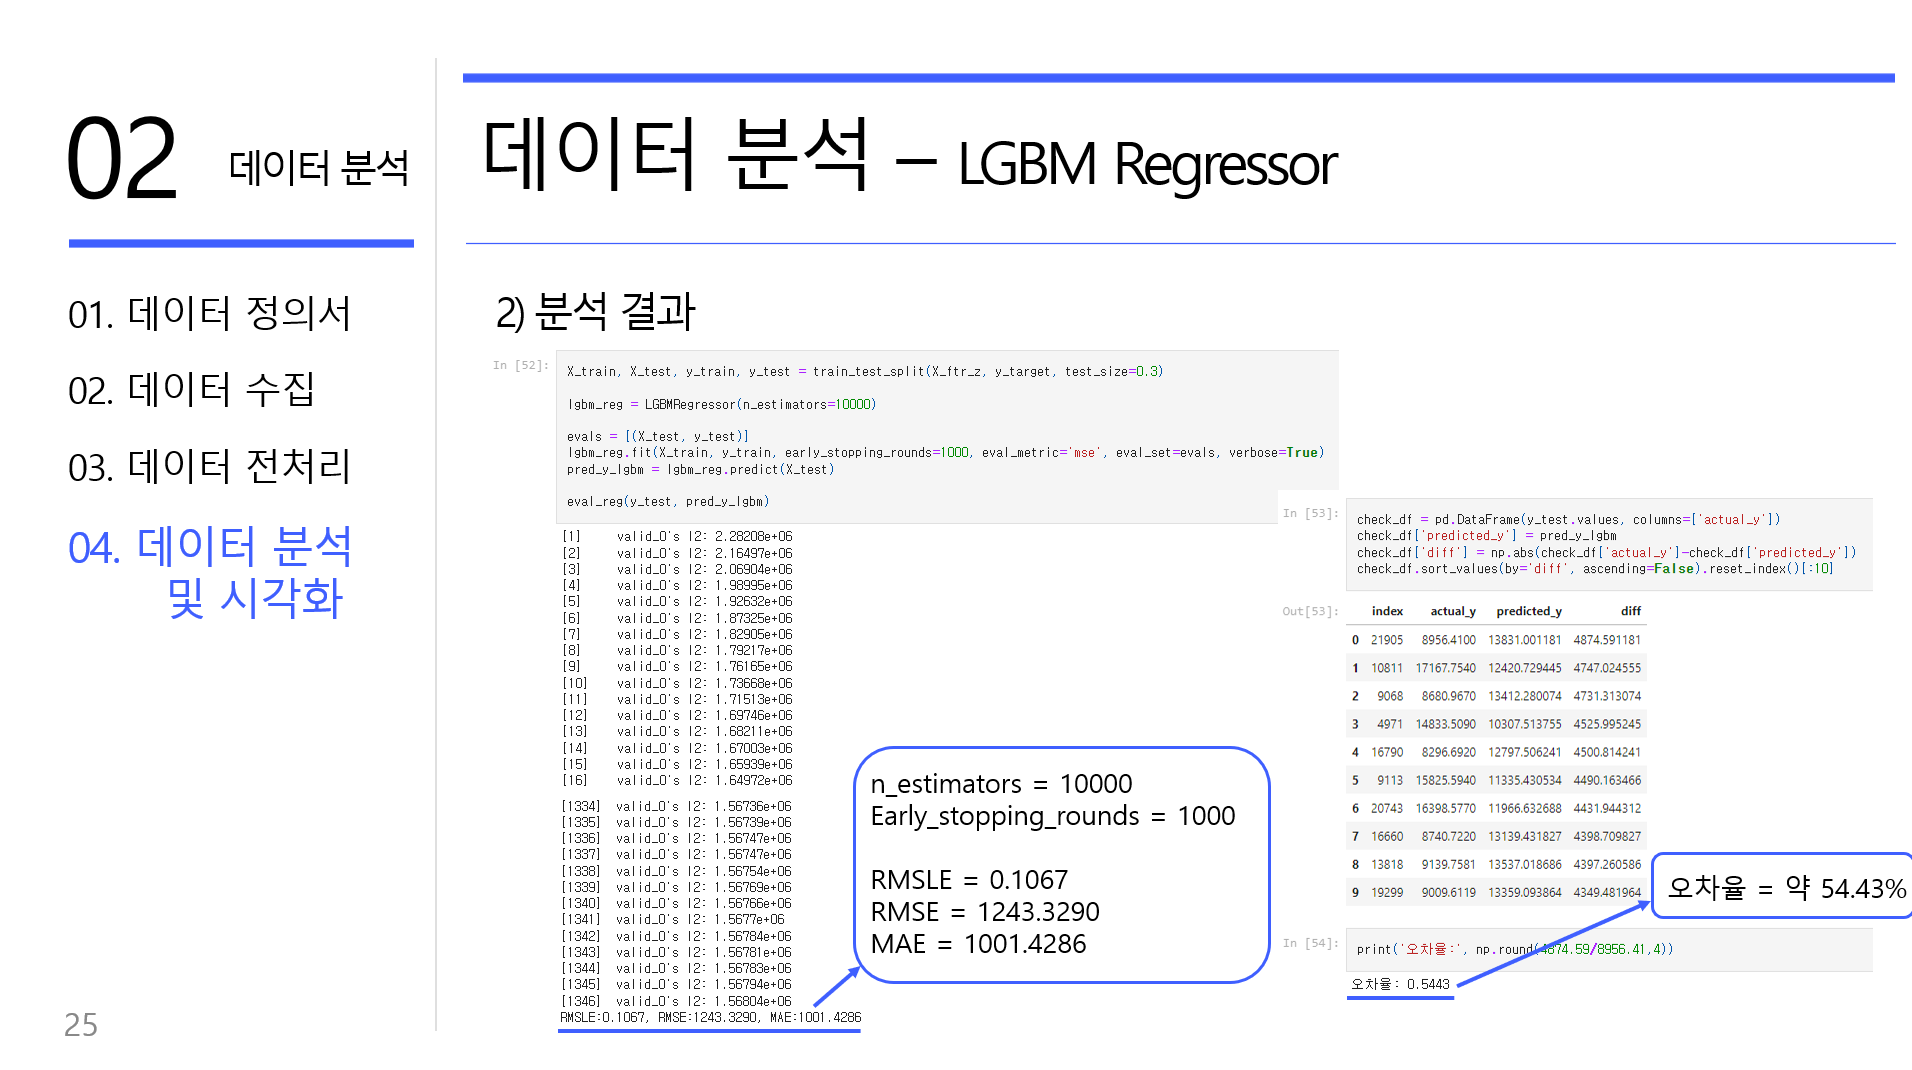 02 데이터 분석
01. 데이터 정의서
02. 데이터 수집
03. 데이터 전처리
04. 데이터 분석
및 시각화
25
데이터 분석 – LGBM Regressor
2) 분석 결과
In [52]:
X_train, X_test, y_train, y_test = train_test_split(X_ftr_z, y_target, test_size=0.3)
lgbm_reg = LGBMRegressor(n_estimators=10000)
evals = [(X_test, y_test)]
lgbm_reg.fit(X_train, y_train, early_stopping_rounds=1000, eval_metric='mse', eval_set=evals, verbose=True)
pred_y_lgbm = lgbm_reg.predict(X_test)
eval_reg(y_test, pred_y_lgbm)
[1] valid_0's l2: 2.28208e+06
[2] valid_0's l2: 2.16497e+06
[3] valid_0's l2: 2.06904e+06
[4] valid_0's l2: 1.98995e+06
[5] valid_0's l2: 1.92632e+06
[6] valid_0's l2: 1.87325e+06
[7] valid_0's l2: 1.82905e+06
[8] valid_0's l2: 1.79217e+06
[9] valid_0's l2: 1.76165e+06
[10] valid_0's l2: 1.73668e+06
[11] valid_0's l2: 1.71513e+06
[12] valid_0's l2: 1.69746e+06
[13] valid_0's l2: 1.68211e+06
[14] valid_0's l2: 1.67003e+06
[15] valid_0's l2: 1.65939e+06
[16] valid_0's l2: 1.64972e+06
[1334] valid_0's l2: 1.56736e+06
[1335] valid_0's l2: 1.56739e+06
[1336] valid_0's l2: 1.56747e+06
[1337] valid_0's l2: 1.56747e+06
[1338] valid_0's l2: 1.56754e+06
[1339] valid_0's l2: 1.56769e+06
[1340] valid_0's l2: 1.56766e+06
[1341] valid_0's l2: 1.5677e+06
[1342] valid_0's l2: 1.56784e+06
[1343] valid_0's l2: 1.56781e+06
[1344] valid_0's l2: 1.56783e+06
[1345] valid_0's l2: 1.56794e+06
[1346] valid_0's l2: 1.56804e+06
RMSLE:0.1067, RMSE:1243.3290, MAE:1001.4286
n_estimators = 10000
Early_stopping_rounds = 1000
RMSLE = 0.1067
RMSE = 1243.3290
MAE = 1001.4286
In [53]:
check_df = pd.DataFrame(y_test.values, columns=['actual_y'])
check_df['predicted_y'] = pred_y_lgbm
check_df['diff'] = np.abs(check_df['actual_y']-check_df['predicted_y'])
check_df.sort_values(by='diff', ascending=False).reset_index()[:10]
Out[53]:
index actual_y predicted_y diff
0 21905 8956.4100 13831.001181 4874.591181
1 10811 17167.7540 12420.729445 4747.024555
2 9068 8680.9670 13412.280074 4731.313074
3 4971 14833.5090 10307.513755 4525.995245
4 16790 8296.6920 12797.506241 4500.814241
5 9113 15825.5940 11335.430534 4490.163466
6 20743 16398.5770 11966.632688 4431.944312
7 16660 8740.7220 13139.431827 4398.709827
8 13818 9139.7581 13537.018686 4397.260586
9 19299 9009.6119 13359.093864 4349.481964
오차율 = 약 54.43%
In [54]:
print('오차율:', np.round(4874.59/8956.41,4))
오차율: 0.5443